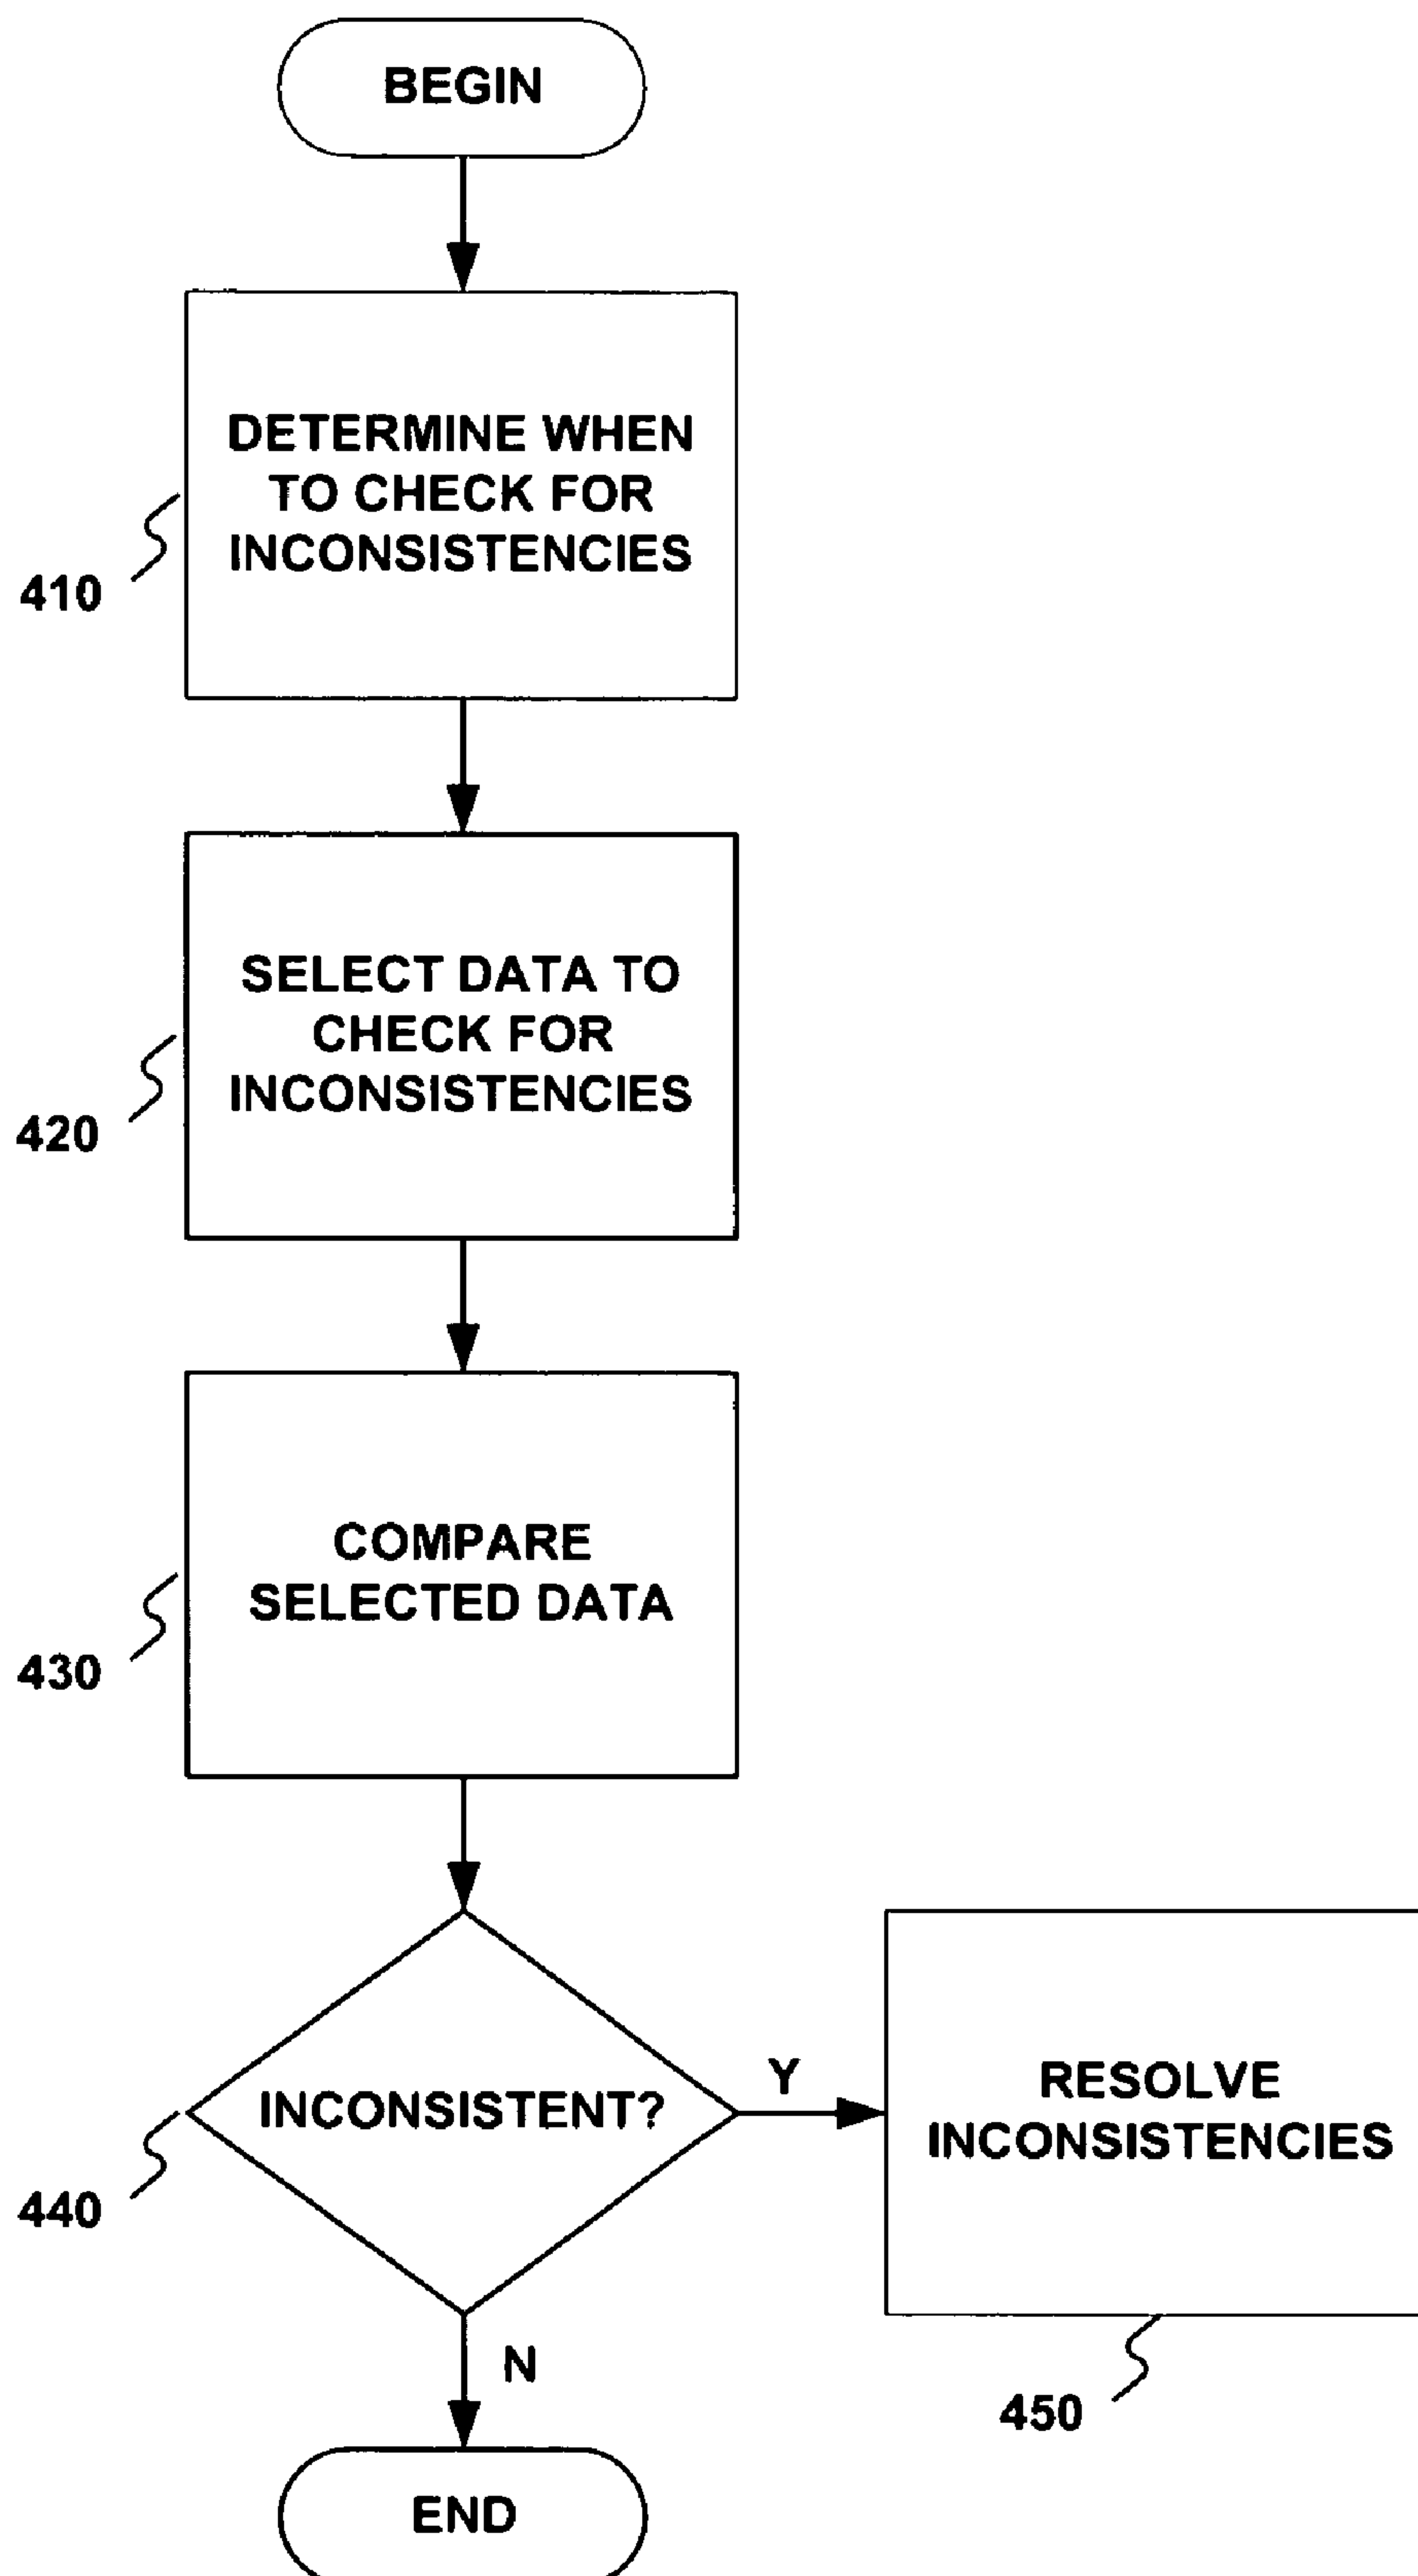 BEGIN
DETERMINE WHEN
TO CHECK FOR
INCONSISTENCIES
410
SELECT DATA TO
CHECK FOR
INCONSISTENCIES
420
COMPARE
SELECTED DATA
430
INCONSISTENT?
440
Y
RESOLVE
INCONSISTENCIES
450
N
END